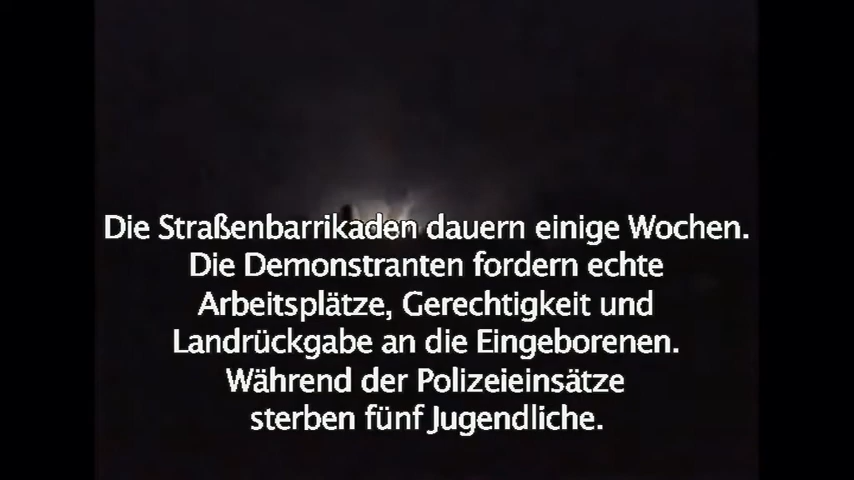 Die Straßenbarrikaden dauern einige Wochen.
Die Demonstranten fordern echte
Arbeitsplätze, Gerechtigkeit und
Landrückgabe an die Eingeborenen.
Während der Polizeieinsätze
sterben fünf Jugendliche.